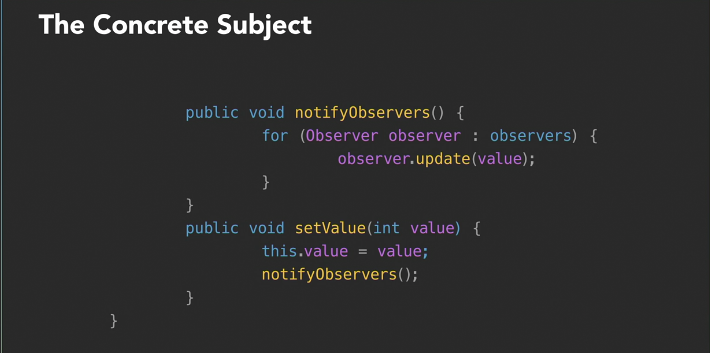 The Concrete Subject
public void notifyObservers() {
for (Observer observer : observers) {
observer.update(value);
}
}
public void setValue(int value) {
this.value = value;
notifyObservers();
}
}